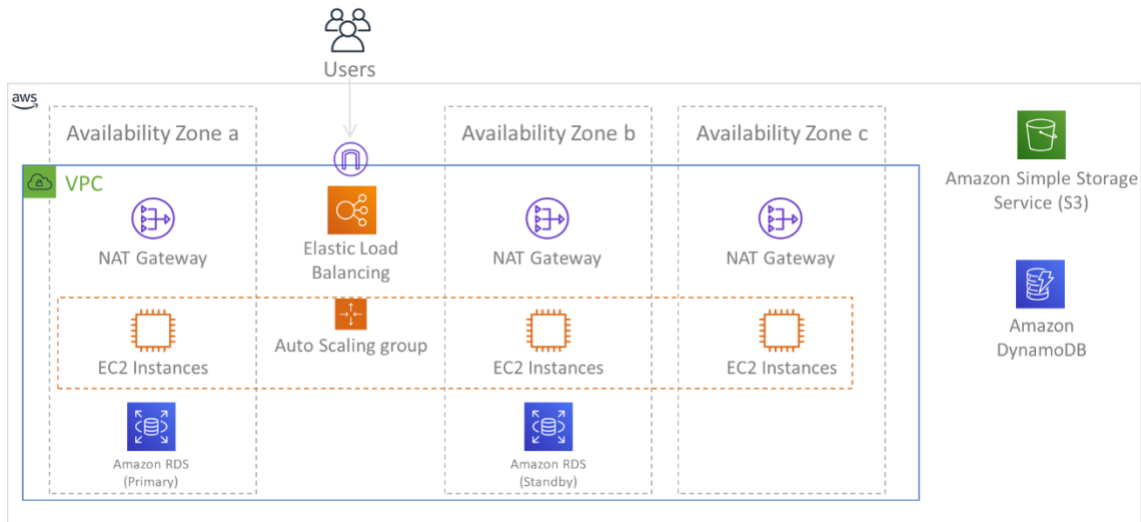 Users
aws
Availability Zone a
Availability Zone b
Availability Zone c
VPC
Amazon Simple Storage
Service (S3)
NAT Gateway
Elastic Load
Balancing
NAT Gateway
NAT Gateway
Auto Scaling group
Amazon
DynamoDB
EC2 Instances
EC2 Instances
EC2 Instances
Amazon RDS
(Primary)
Amazon RDS
(Standby)